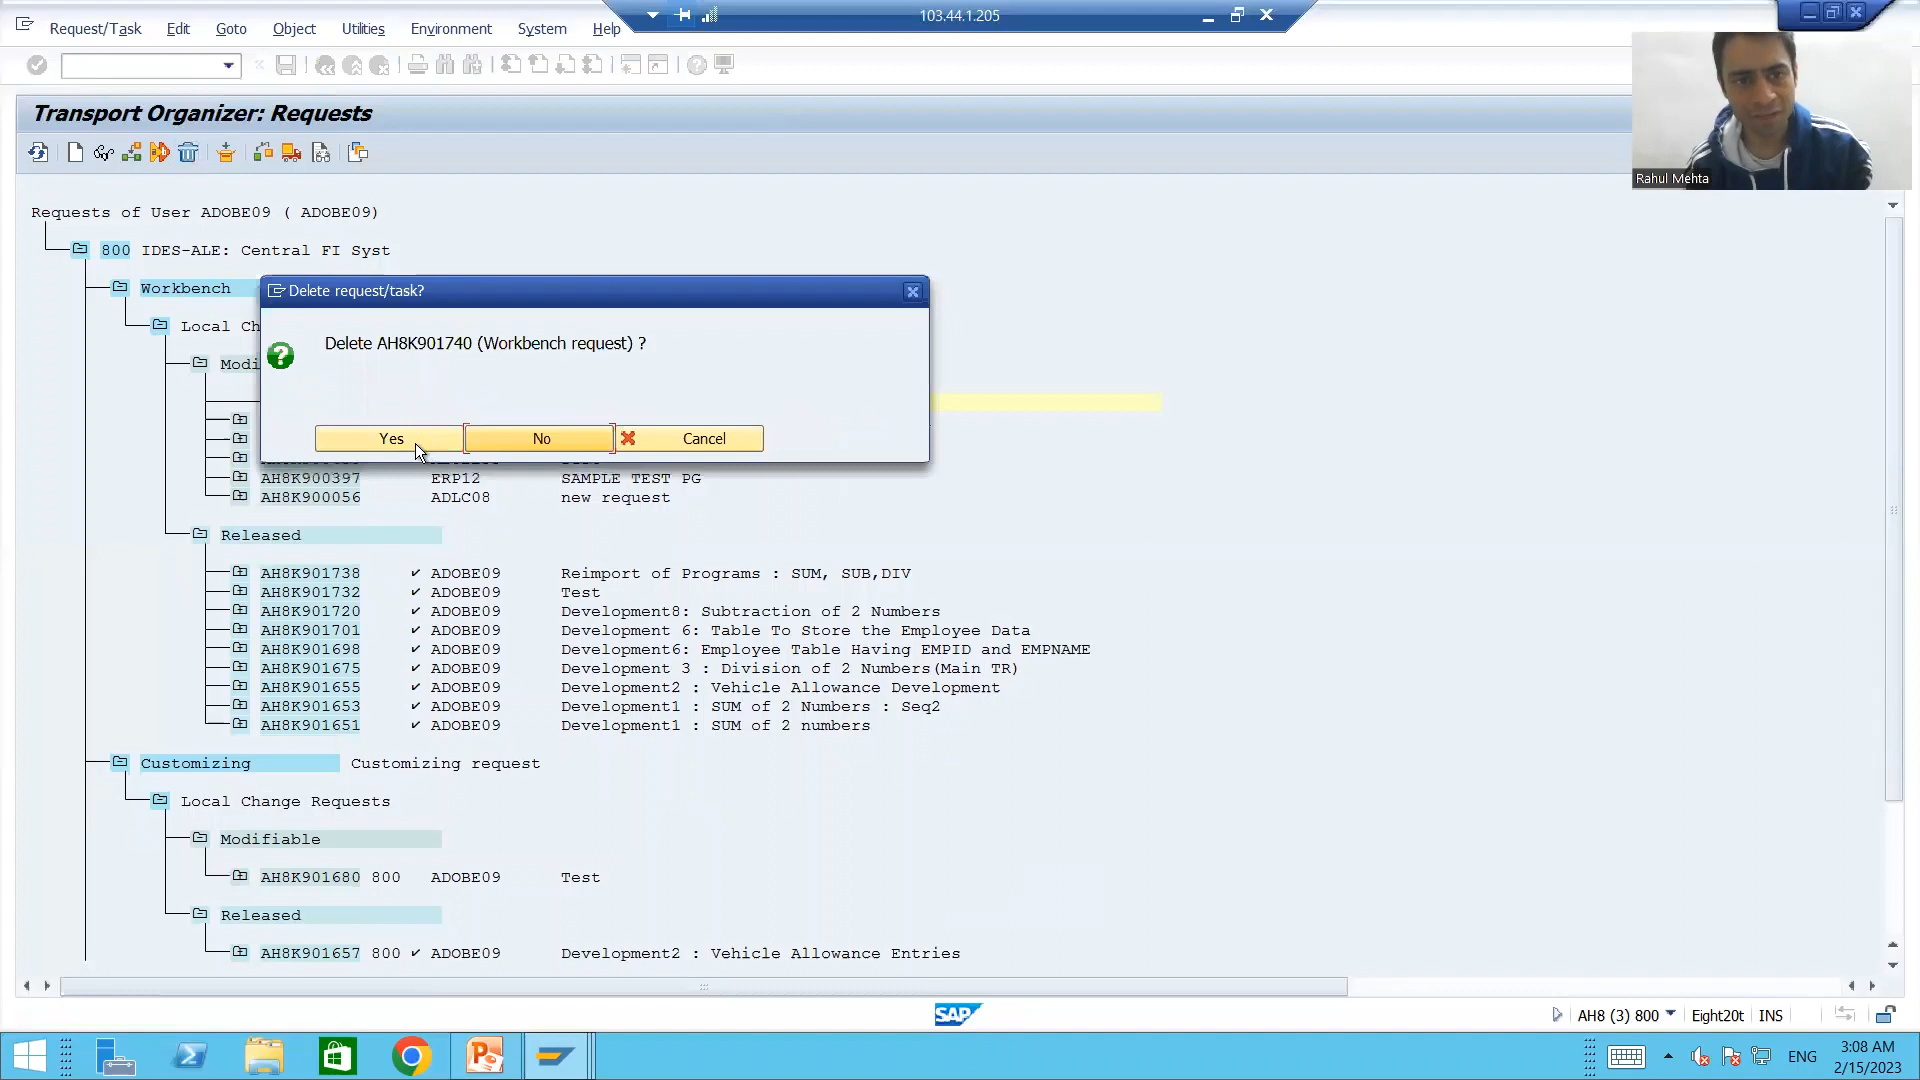 103.44.1.205
Request/Task Edit Goto Object Utilities Environment System Help
Rahul Mehta
Transport Organizer: Requests
Requests of User ADOBE09 ( ADOBE09)
800 IDES-ALE: Central FI Syst
Workbench
Delete request/task?
Local Ch
Delete AH8K901740 (Workbench request) ?
Modi
Yes No Cancel
AH8K900397 ERP12 SAMPLE TEST PG
AH8K900056 ADLC08 new request
Released
AH8K901738 ✔ ADOBE09 Reimport of Programs : SUM, SUB,DIV
AH8K901732 ✔ ADOBE09 Test
AH8K901720 ✔ ADOBE09 Development8: Subtraction of 2 Numbers
AH8K901701 ✔ ADOBE09 Development 6: Table To Store the Employee Data
AH8K901698 ✔ ADOBE09 Development6: Employee Table Having EMPID and EMPNAME
AH8K901675 ✔ ADOBE09 Development 3 : Division of 2 Numbers(Main TR)
AH8K901655 ✔ ADOBE09 Development2 : Vehicle Allowance Development
AH8K901653 ✔ ADOBE09 Development1 : SUM of 2 Numbers : Seq2
AH8K901651 ✔ ADOBE09 Development1 : SUM of 2 numbers
Customizing Customizing request
Local Change Requests
Modifiable
AH8K901680 800 ADOBE09 Test
Released
AH8K901657 800 ✔ ADOBE09 Development2 : Vehicle Allowance Entries
SAP
AH8 (3) 800 Eight20t INS
ENG
3:08 AM
2/15/2023